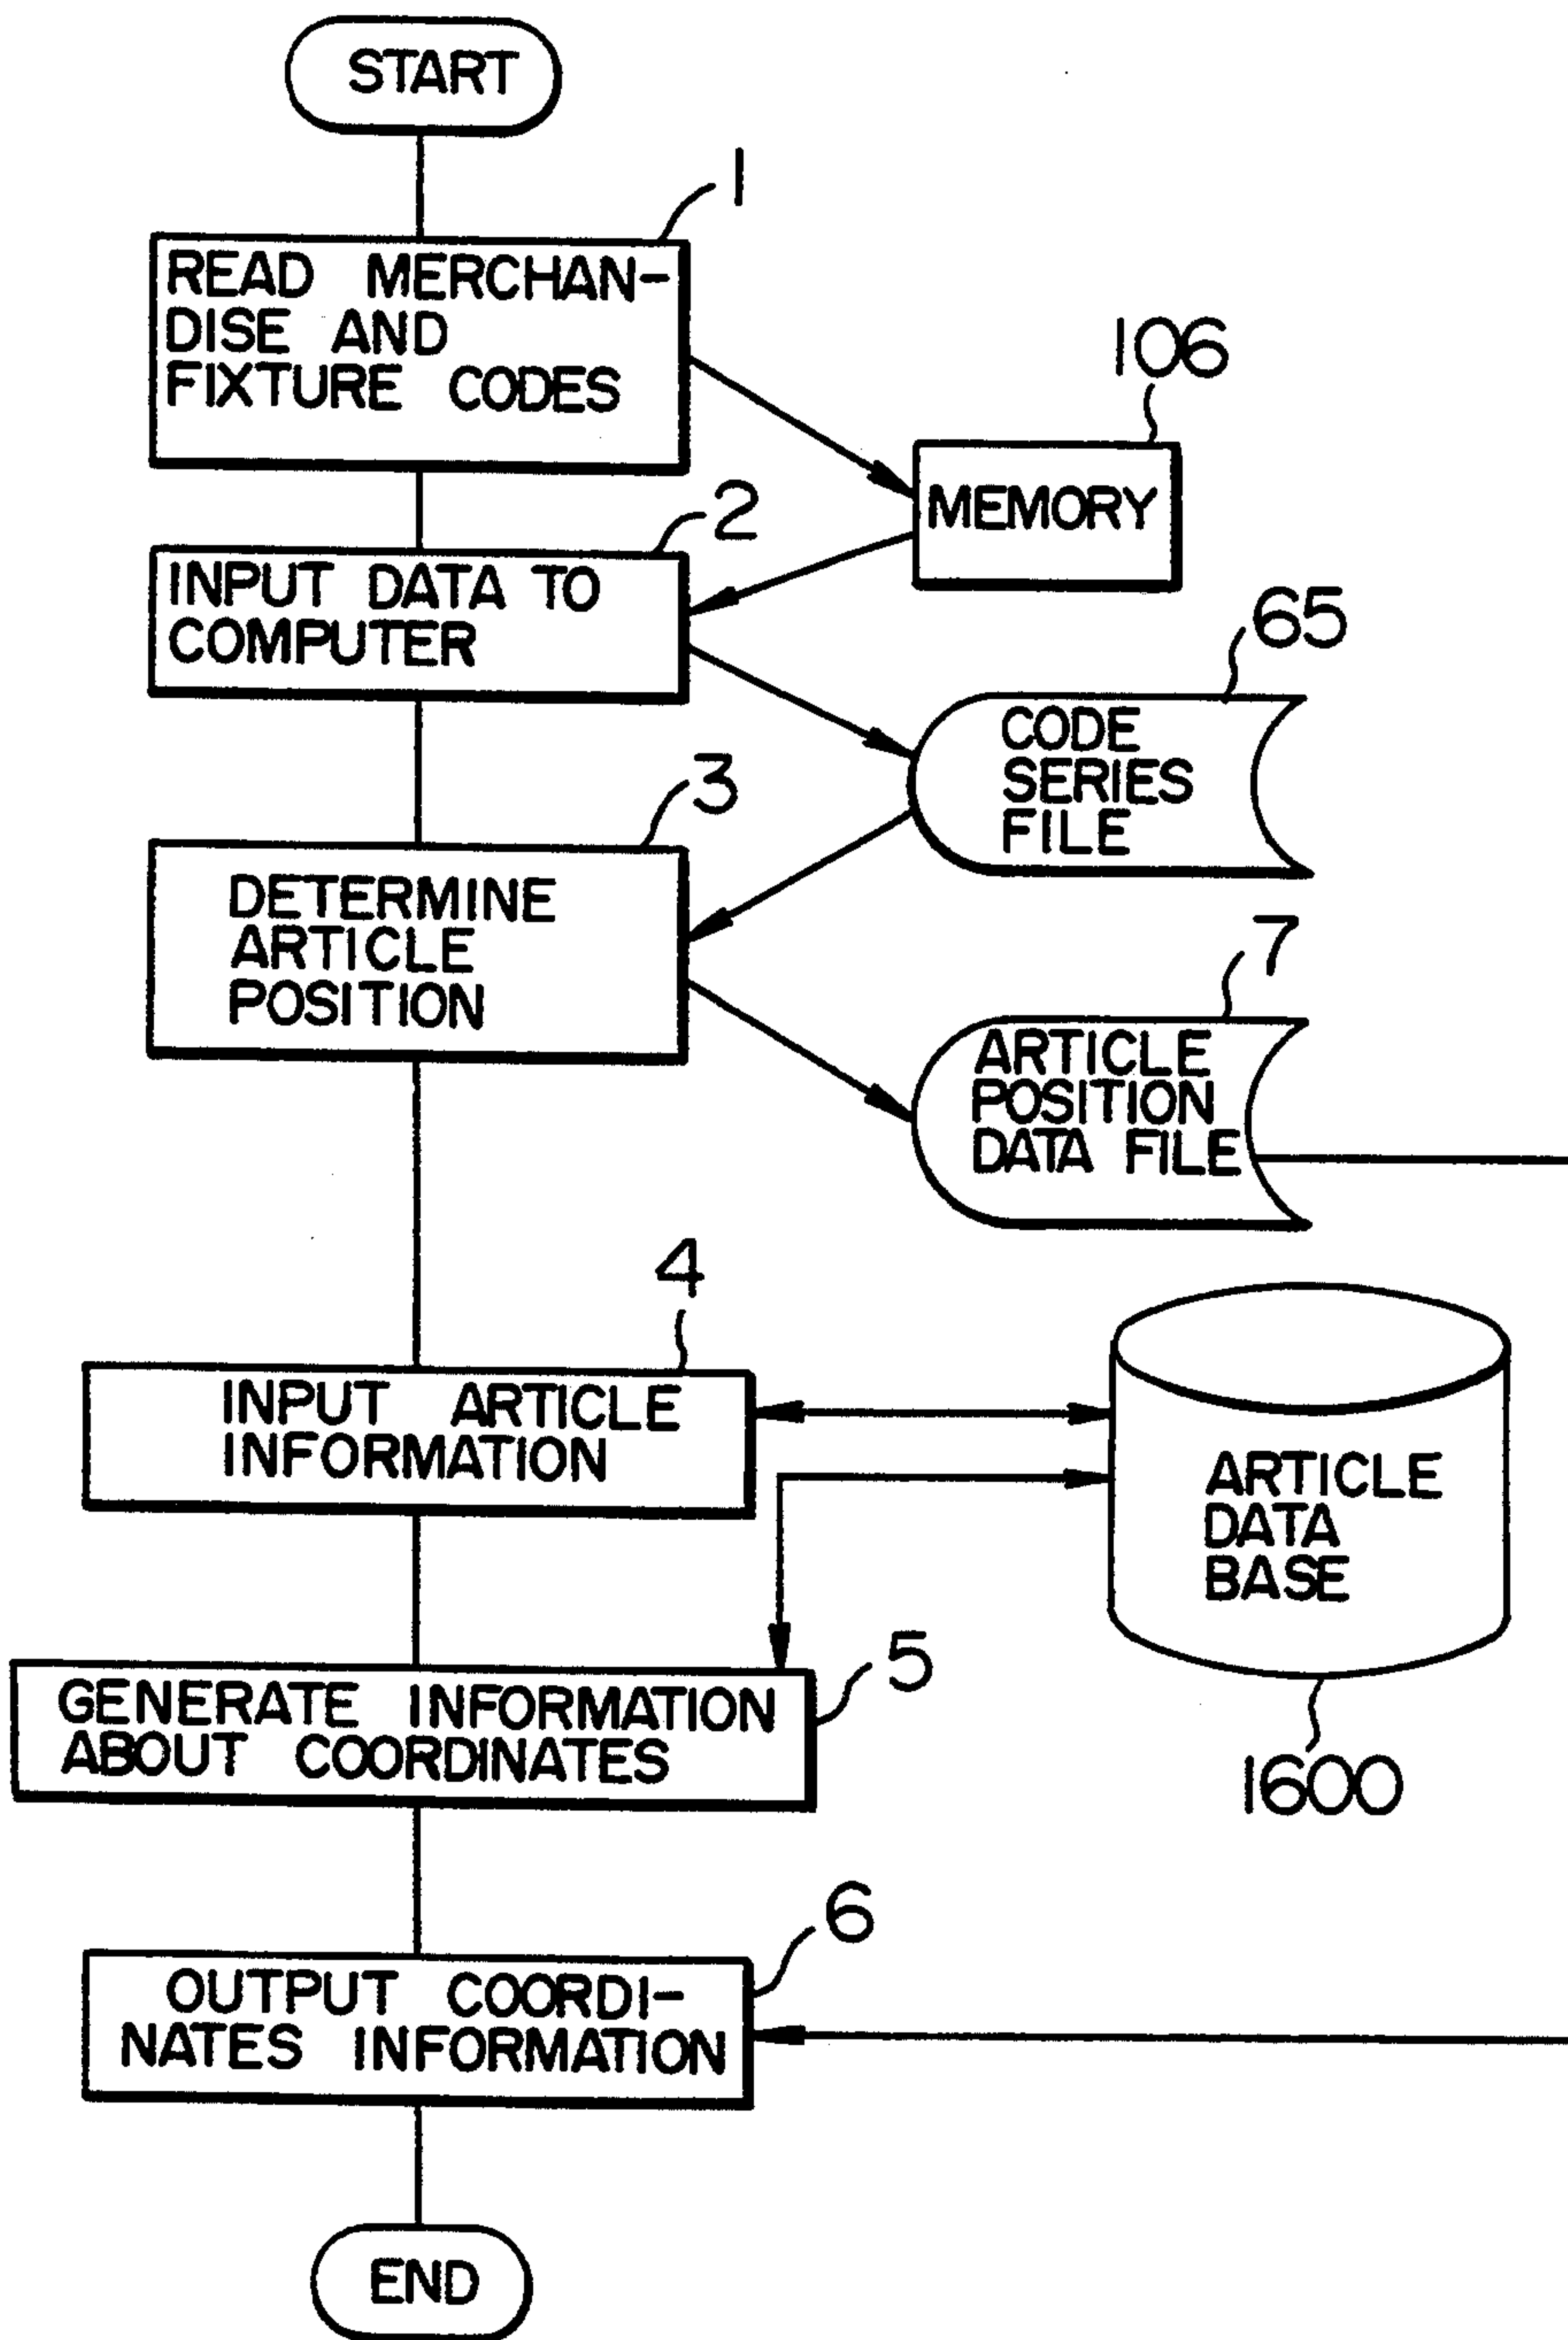 START
1
READ MERCHAN-
DISE AND
FIXTURE CODES
106
MEMORY
2
INPUT DATA TO
COMPUTER
65
CODE
SERIES
FILE
3
DETERMINE
ARTICLE
POSITION
7
ARTICLE
POSITION
DATA FILE
4
INPUT ARTICLE
INFORMATION
ARTICLE
DATA
BASE
1600
5
GENERATE INFORMATION
ABOUT COORDINATES
6
OUTPUT COORDI-
NATES INFORMATION
END